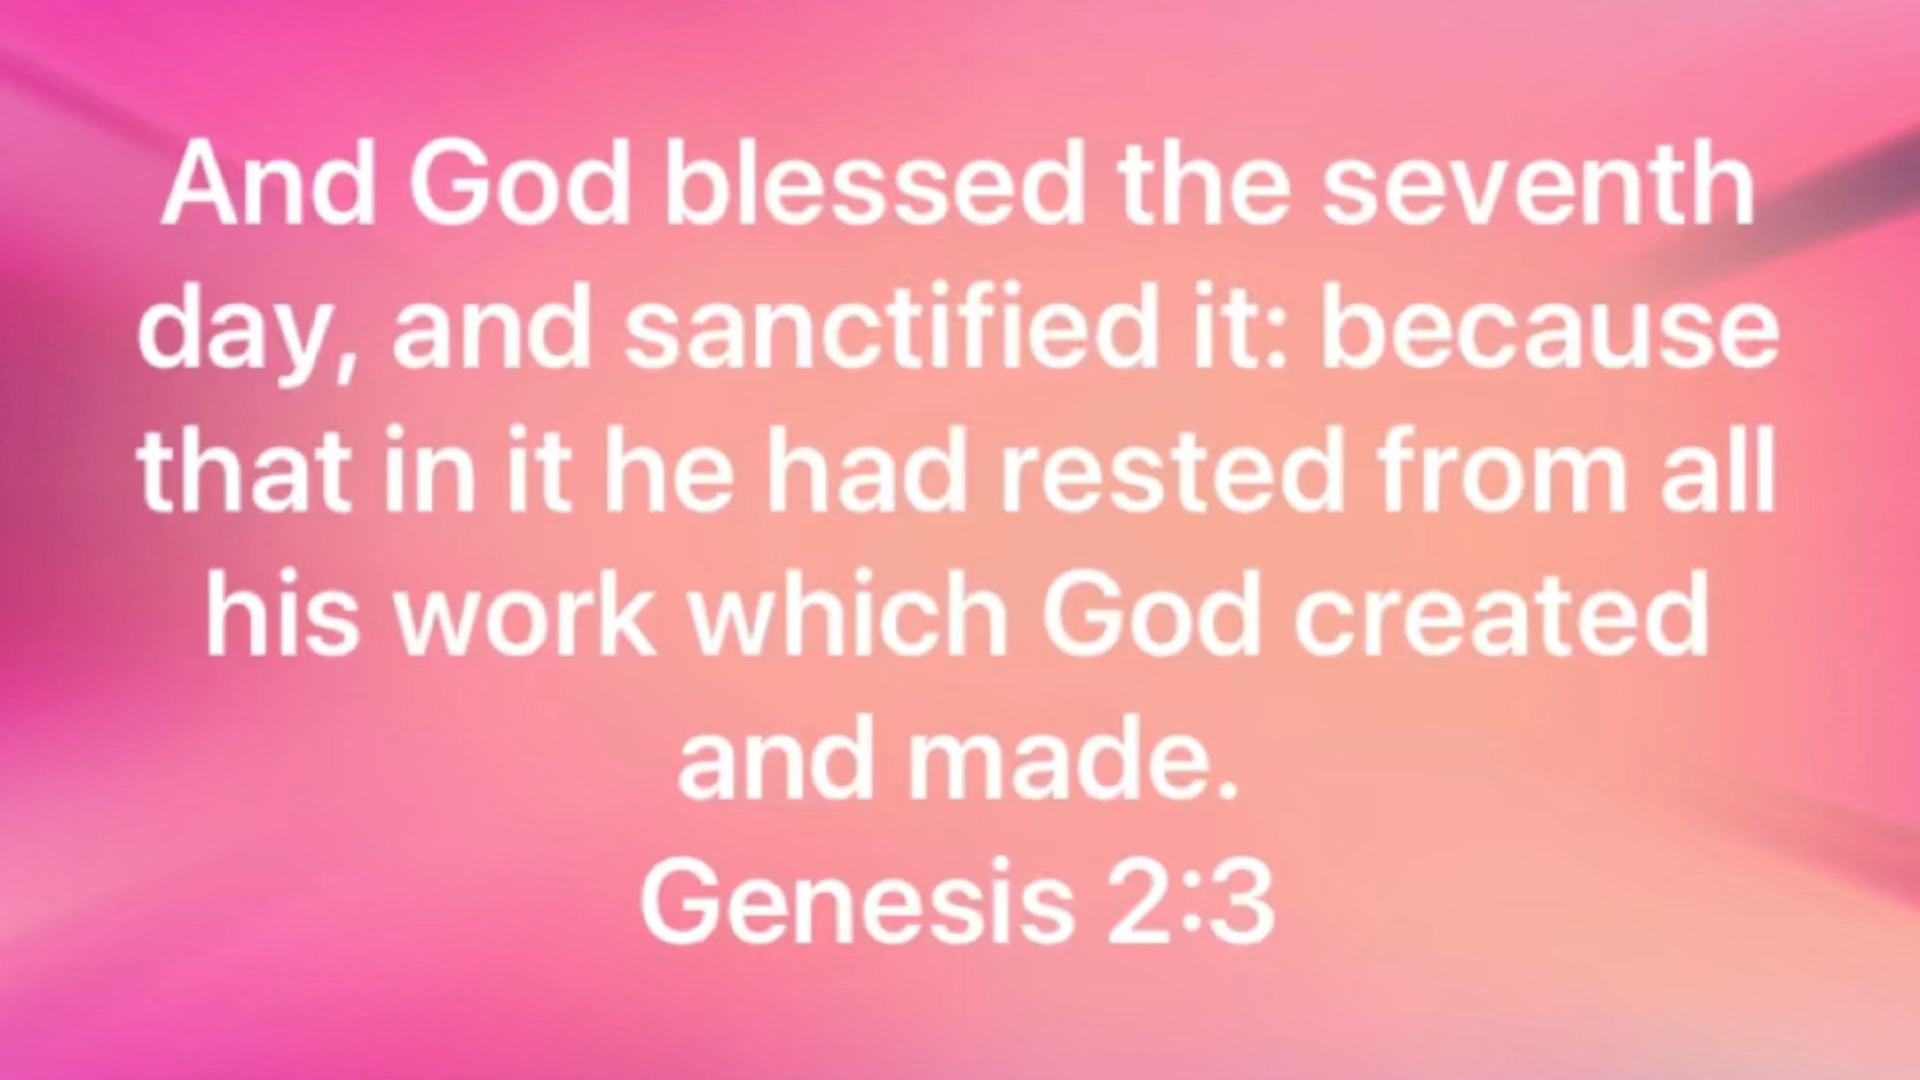 And God blessed the seventh
day, and sanctified it: because
that in it he had rested from all
his work which God created
and made.
Genesis 2:3